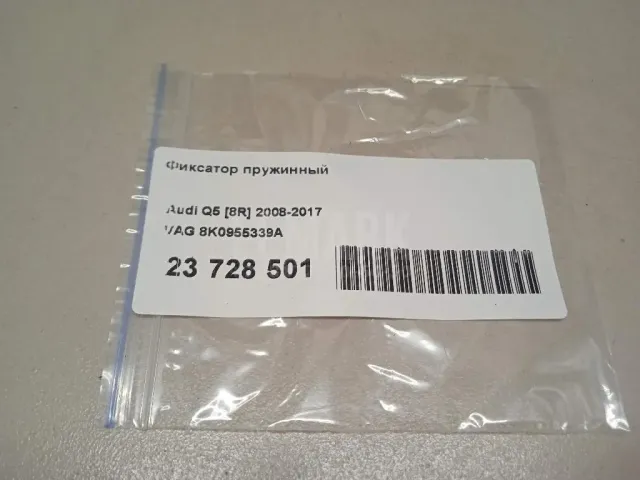 Фиксатор пружинный
Audi Q5 [8R] 2008-2017
VAG 8K0955339A
23 728 501